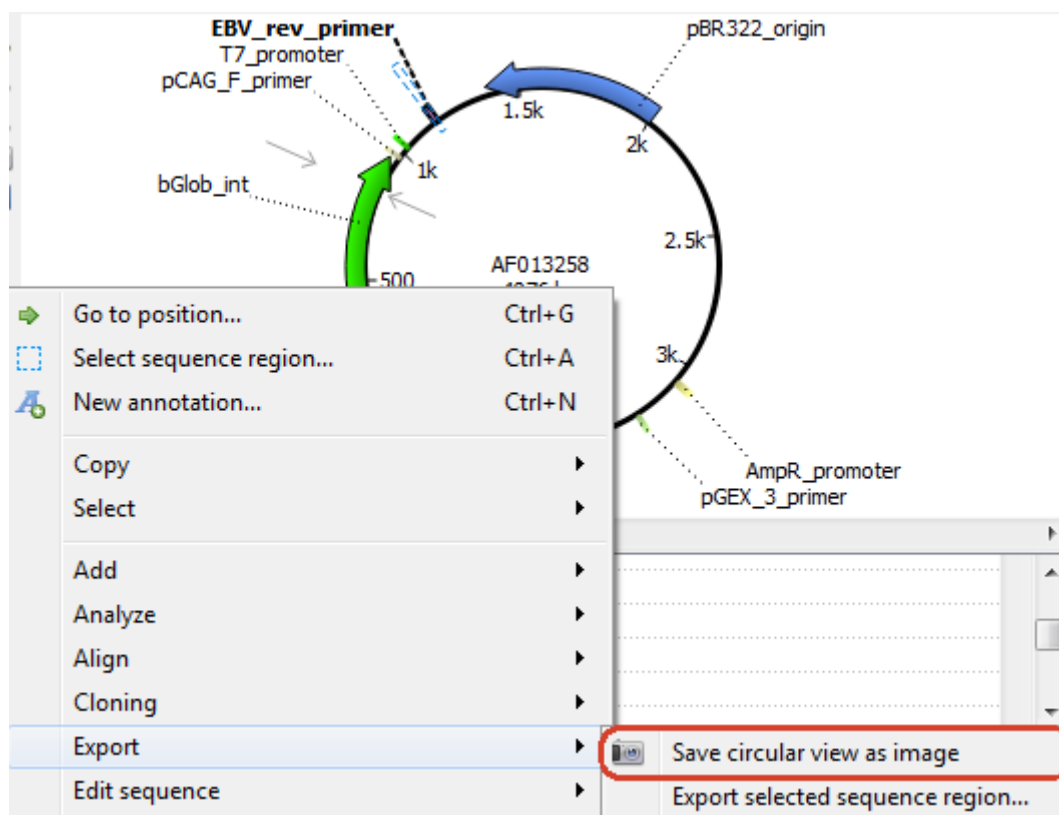 EBV_rev_primer
pBR322_origin
T7_promoter
pCAG_F_primer
1.5k
2k
1k
bGlob_int
2.5k
AF013258
500
3k
AmpR_promoter
pGEX_3_primer
Go to position... Ctrl+G
Select sequence region... Ctrl+A
New annotation... Ctrl+N
Copy
Select
Add
Analyze
Align
Cloning
Export
Save circular view as image
Edit sequence
Export selected sequence region...